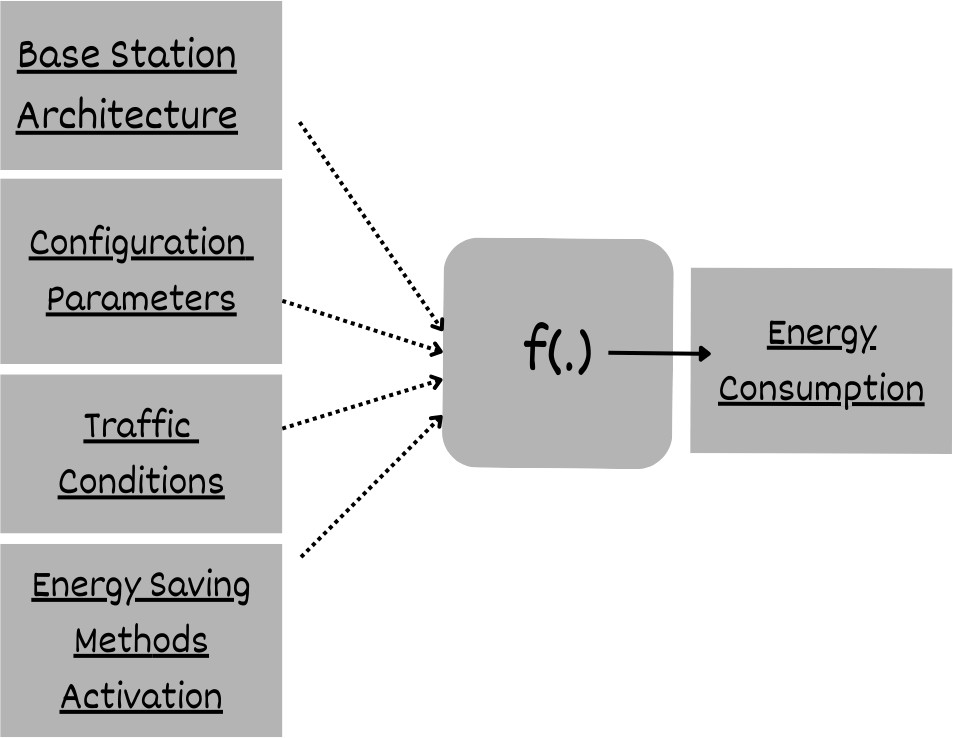 Base Station
Architecture
Configuration
Parameters
Traffic
Conditions
Energy Saving
Methods
Activation
f(.)
Energy
Consumption